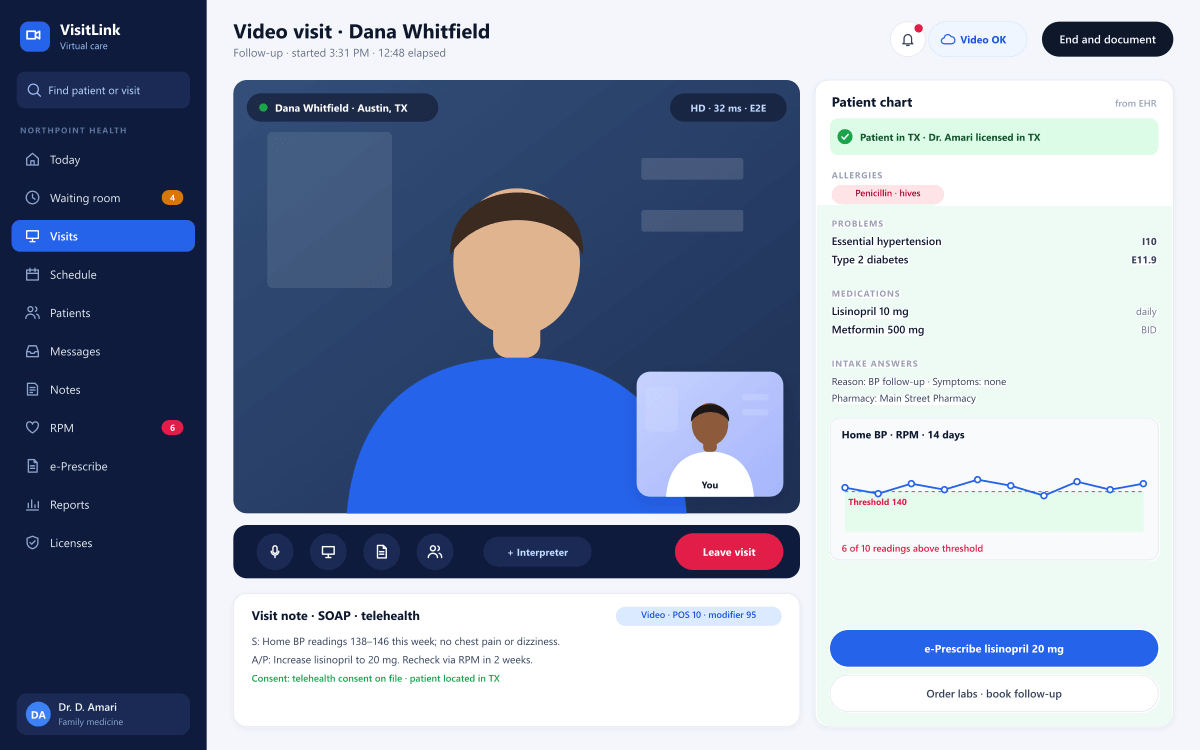 VisitLink
Virtual care
Find patient or visit
NORTHPOINT HEALTH
Today
Waiting room 4
Visits
Schedule
Patients
Messages
Notes
RPM 6
e-Prescribe
Reports
Licenses
DA
Dr. D. Amari
Family medicine
Video visit · Dana Whitfield
Follow-up · started 3:31 PM · 12:48 elapsed
Video OK
End and document
Dana Whitfield · Austin, TX
HD · 32 ms · E2E
You
+ Interpreter
Leave visit
Visit note · SOAP · telehealth
Video · POS 10 · modifier 95
S: Home BP readings 138–146 this week; no chest pain or dizziness.
A/P: Increase lisinopril to 20 mg. Recheck via RPM in 2 weeks.
Consent: telehealth consent on file · patient located in TX
Patient chart
from EHR
Patient in TX · Dr. Amari licensed in TX
ALLERGIES
Penicillin · hives
PROBLEMS
Essential hypertension I10
Type 2 diabetes E11.9
MEDICATIONS
Lisinopril 10 mg daily
Metformin 500 mg BID
INTAKE ANSWERS
Reason: BP follow-up · Symptoms: none
Pharmacy: Main Street Pharmacy
Home BP · RPM · 14 days
Threshold 140
6 of 10 readings above threshold
e-Prescribe lisinopril 20 mg
Order labs · book follow-up